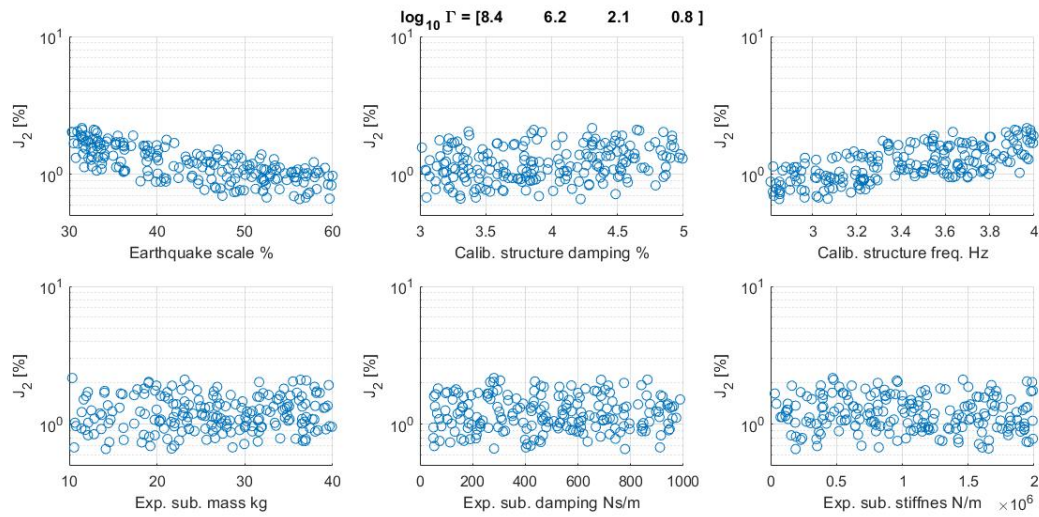 log10 Γ = [8.4 6.2 2.1 0.8 ]
10^1
10^0
J2 [%]
30 40 50 60
Earthquake scale %
10^1
10^0
J2 [%]
3 3.5 4 4.5 5
Calib. structure damping %
10^1
10^0
J2 [%]
3 3.2 3.4 3.6 3.8 4
Calib. structure freq. Hz
10^1
10^0
J2 [%]
10 20 30 40
Exp. sub. mass kg
10^1
10^0
J2 [%]
0 200 400 600 800 1000
Exp. sub. damping Ns/m
10^1
10^0
J2 [%]
0 0.5 1 1.5 2
Exp. sub. stiffnes N/m ×10^6